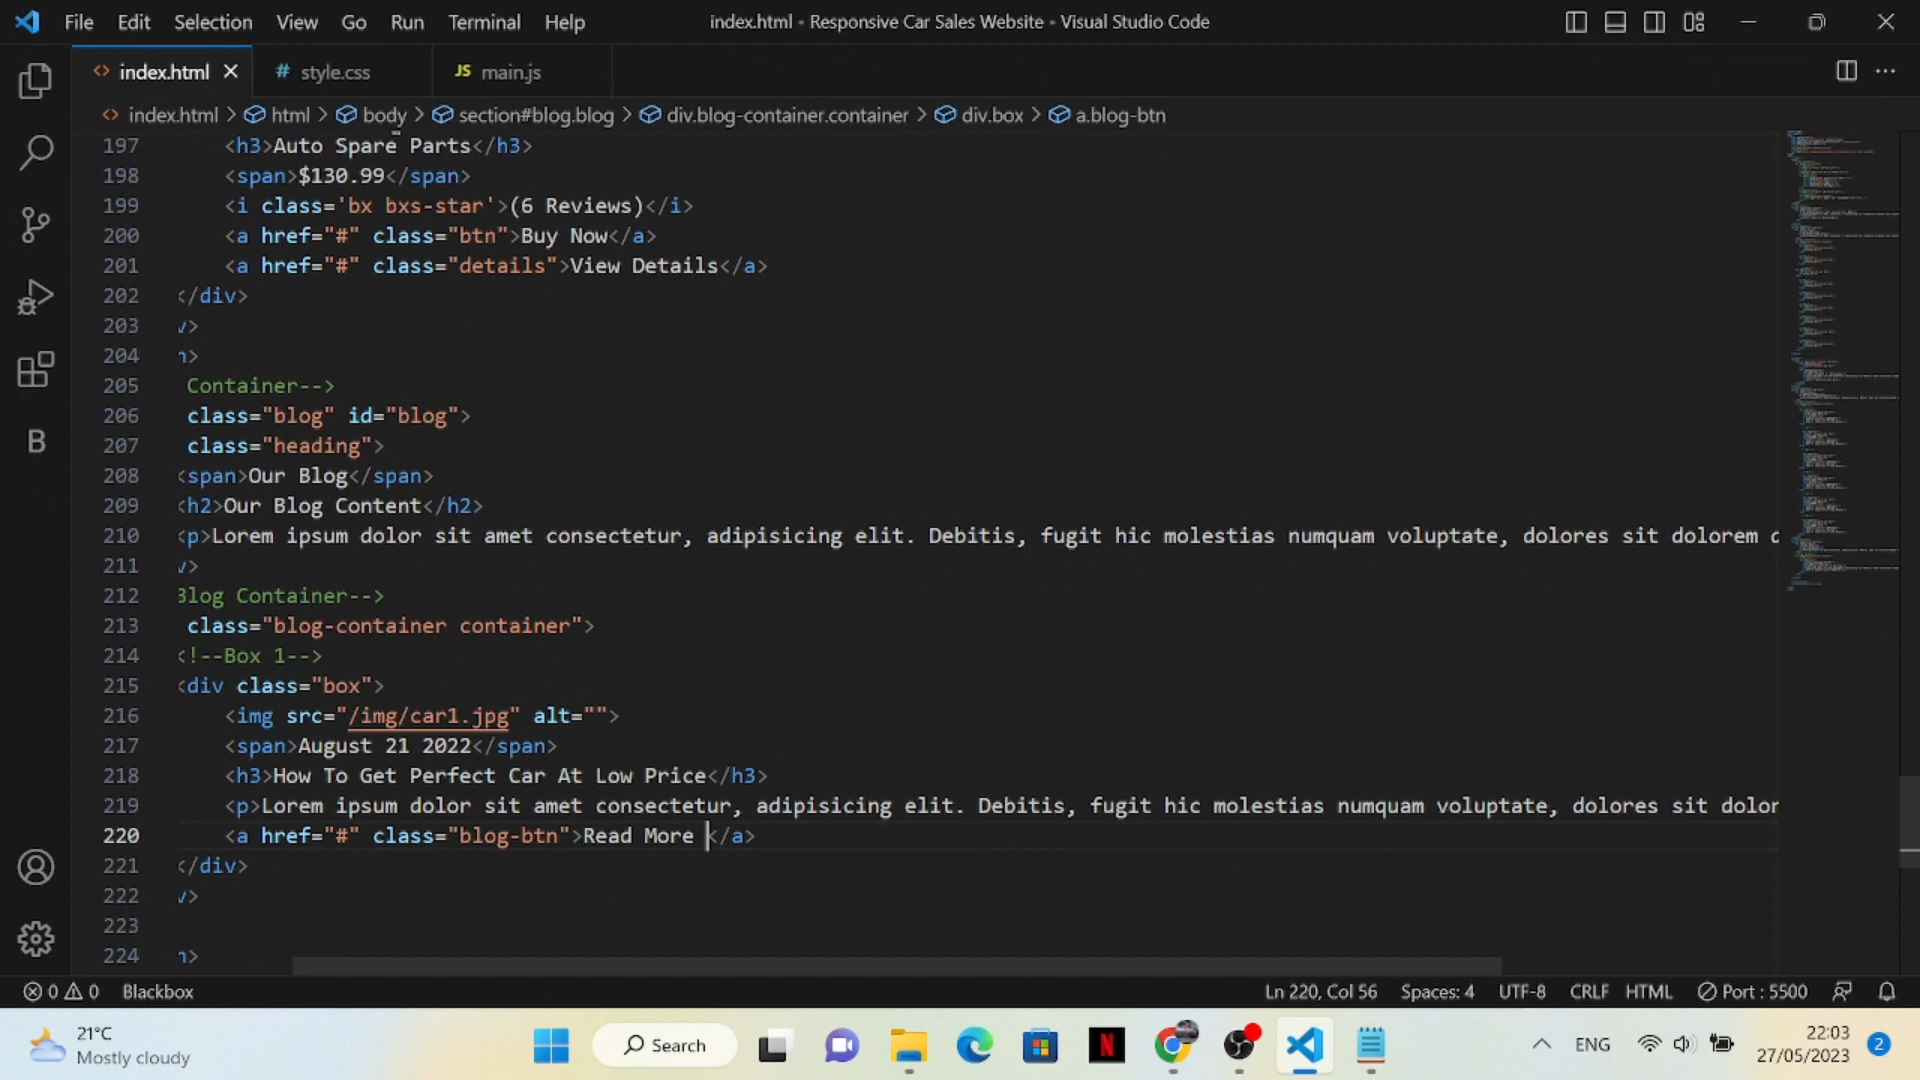 File Edit Selection View Go Run Terminal Help index.html - Responsive Car Sales Website - Visual Studio Code
index.html # style.css JS main.js
index.html > html > body > section#blog.blog > div.blog-container.container > div.box > a.blog-btn
197 <h3>Auto Spare Parts</h3>
198 <span>$130.99</span>
199 <i class='bx bxs-star'>(6 Reviews)</i>
200 <a href="#" class="btn">Buy Now</a>
201 <a href="#" class="details">View Details</a>
202 </div>
203 v>
204 n>
205 Container-->
206 class="blog" id="blog">
207 class="heading">
208 <span>Our Blog</span>
209 <h2>Our Blog Content</h2>
210 <p>Lorem ipsum dolor sit amet consectetur, adipisicing elit. Debitis, fugit hic molestias numquam voluptate, dolores sit dolorem
211 v>
212 Blog Container-->
213 class="blog-container container">
214 <!--Box 1-->
215 <div class="box">
216 <img src="/img/car1.jpg" alt="">
217 <span>August 21 2022</span>
218 <h3>How To Get Perfect Car At Low Price</h3>
219 <p>Lorem ipsum dolor sit amet consectetur, adipisicing elit. Debitis, fugit hic molestias numquam voluptate, dolores sit dolor
220 <a href="#" class="blog-btn">Read More </a>
221 </div>
222 v>
223
224 n>
B
0 0 Blackbox Ln 220, Col 56 Spaces: 4 UTF-8 CRLF HTML Port : 5500
21°C
Mostly cloudy
Search
N
ENG
22:03
27/05/2023
2